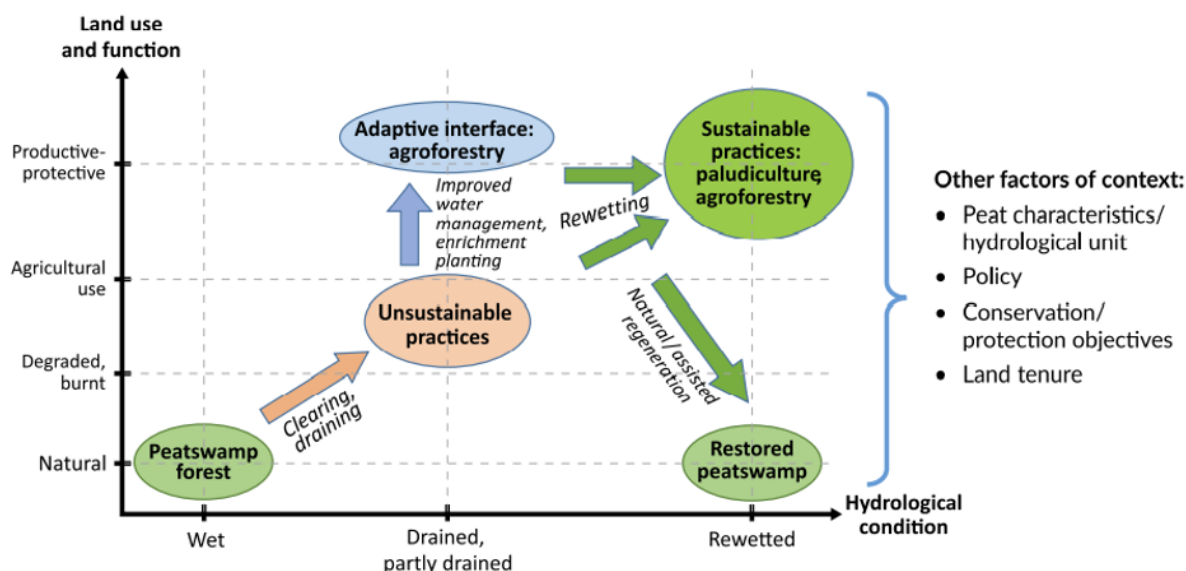 Land use
and function
Productive-
protective
Agricultural
use
Degraded,
burnt
Natural
Adaptive interface:
agroforestry
Improved
water
management,
enrichment
planting
Unsustainable
practices
Clearing,
draining
Peatswamp
forest
Rewetting
Sustainable
practices:
paludiculture,
agroforestry
Natural/assisted
regeneration
Restored
peatswamp
Other factors of context:
• Peat characteristics/
hydrological unit
• Policy
• Conservation/
protection objectives
• Land tenure
Hydrological
condition
Wet
Drained,
partly drained
Rewetted